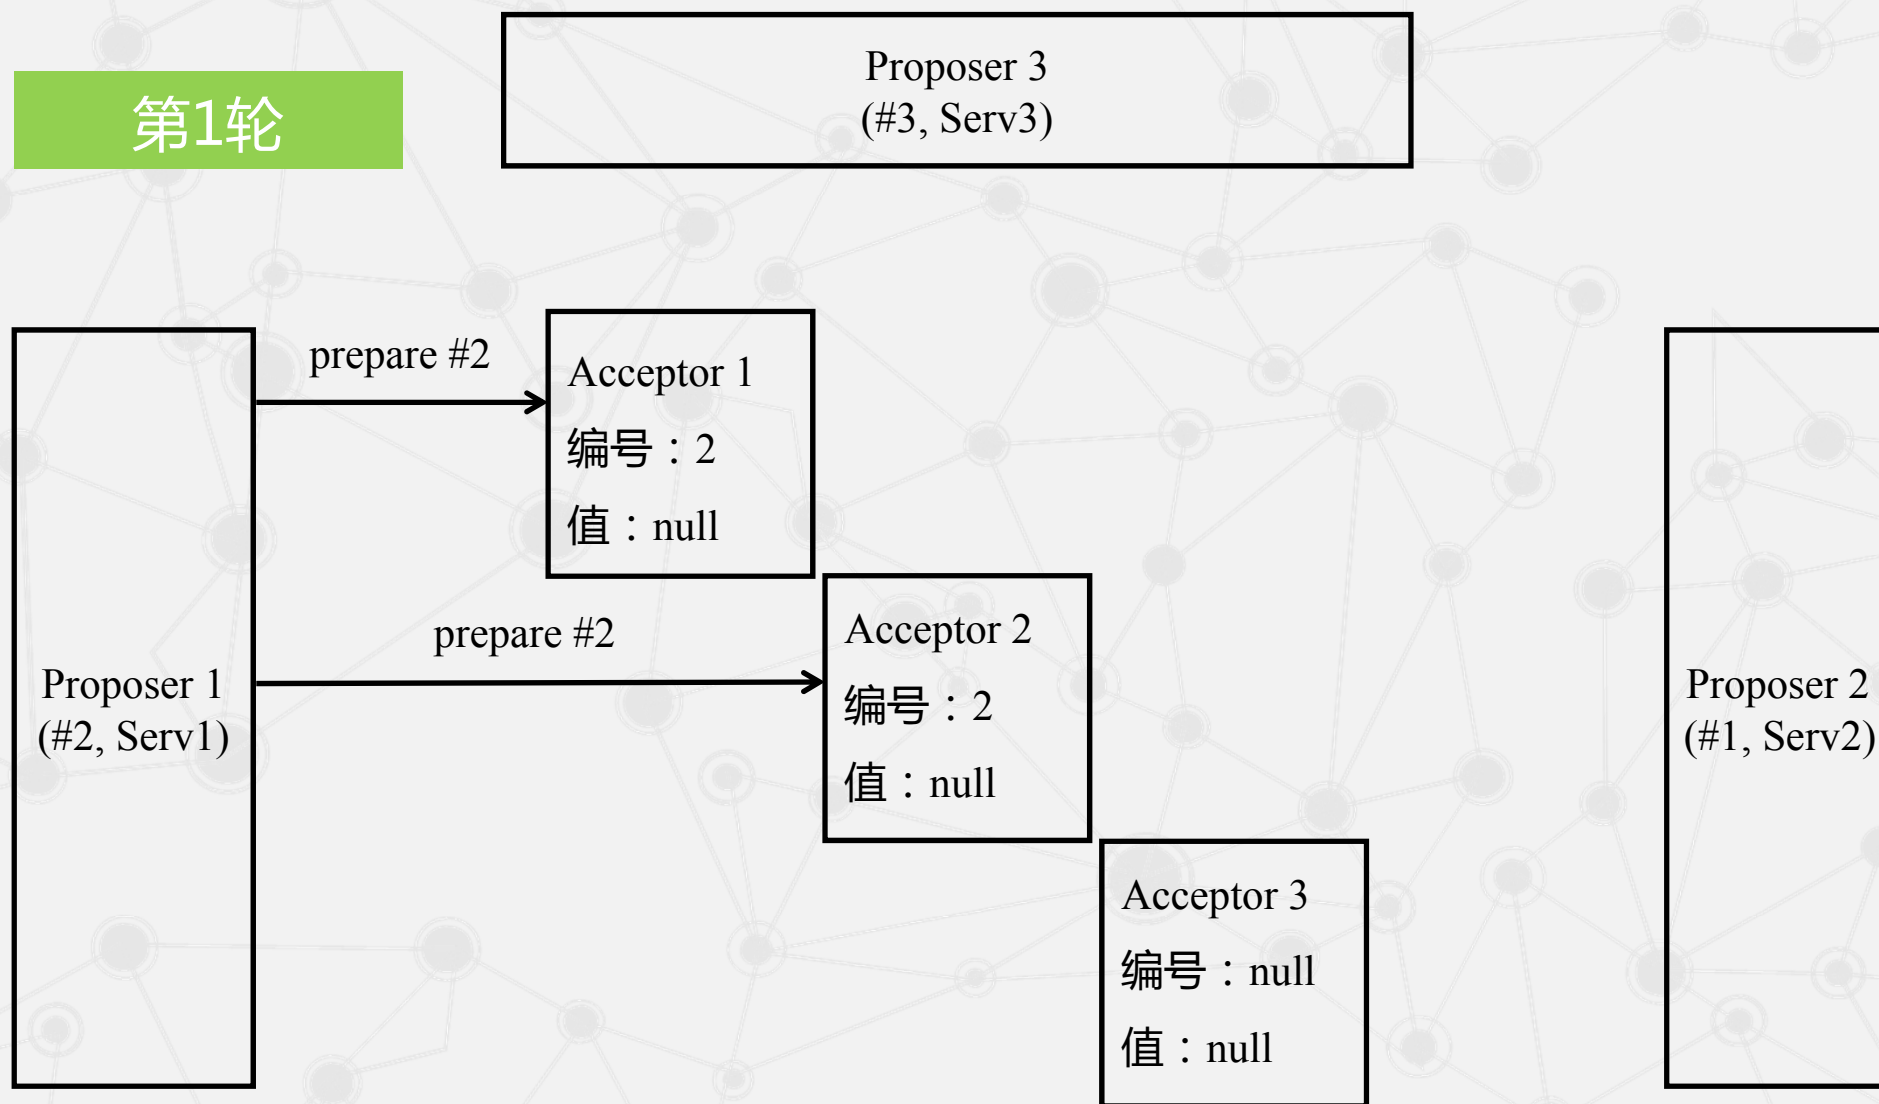 Proposer 3
(#3, Serv3)
第1轮
prepare #2
Acceptor 1
编号：2
值：null
prepare #2
Acceptor 2
编号：2
值：null
Proposer 1
(#2, Serv1)
Proposer 2
(#1, Serv2)
Acceptor 3
编号：null
值：null